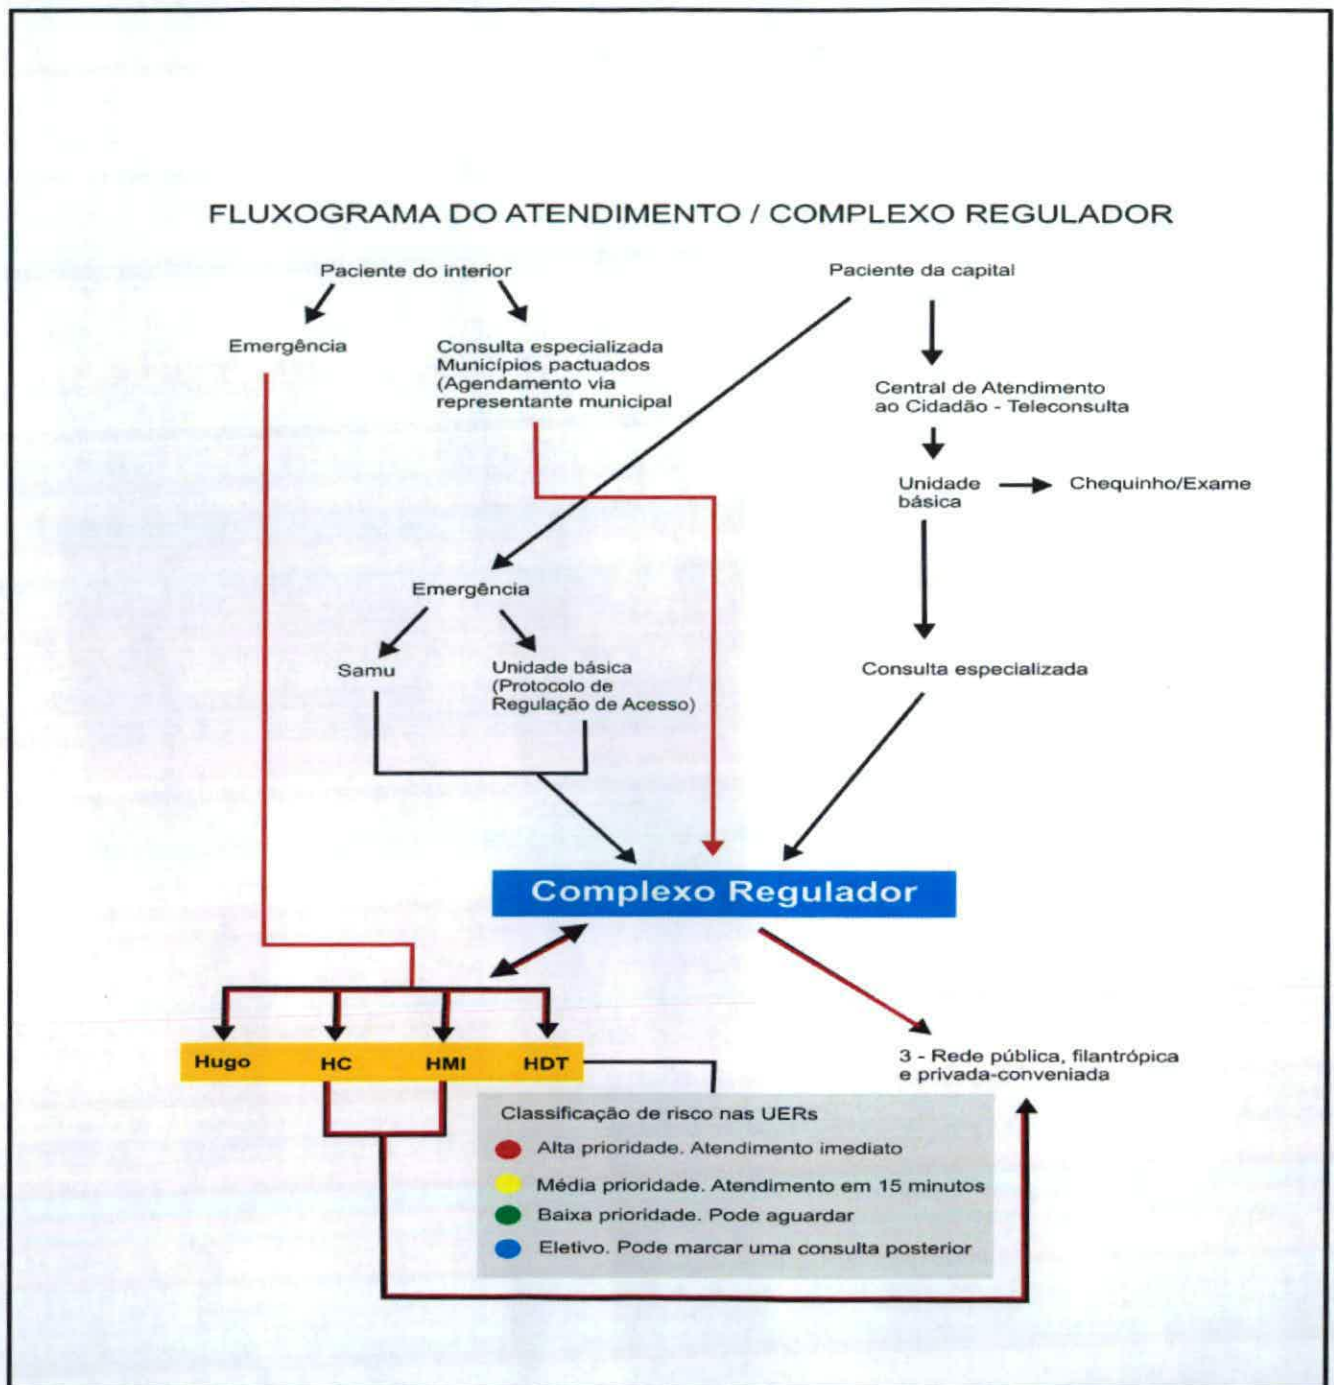 FLUXOGRAMA DO ATENDIMENTO / COMPLEXO REGULADOR
Paciente do interior
Paciente da capital
Emergência
Consulta especializada
Municípios pactuados
(Agendamento via
representante municipal
Central de Atendimento
ao Cidadão - Teleconsulta
Unidade
básica
Chequinho/Exame
Emergência
Samu
Unidade básica
(Protocolo de
Regulação de Acesso)
Consulta especializada
Complexo Regulador
Hugo HC HMI HDT
3 - Rede pública, filantrópica
e privada-conveniada
Classificação de risco nas UERs
Alta prioridade. Atendimento imediato
Média prioridade. Atendimento em 15 minutos
Baixa prioridade. Pode aguardar
Eletivo. Pode marcar uma consulta posterior